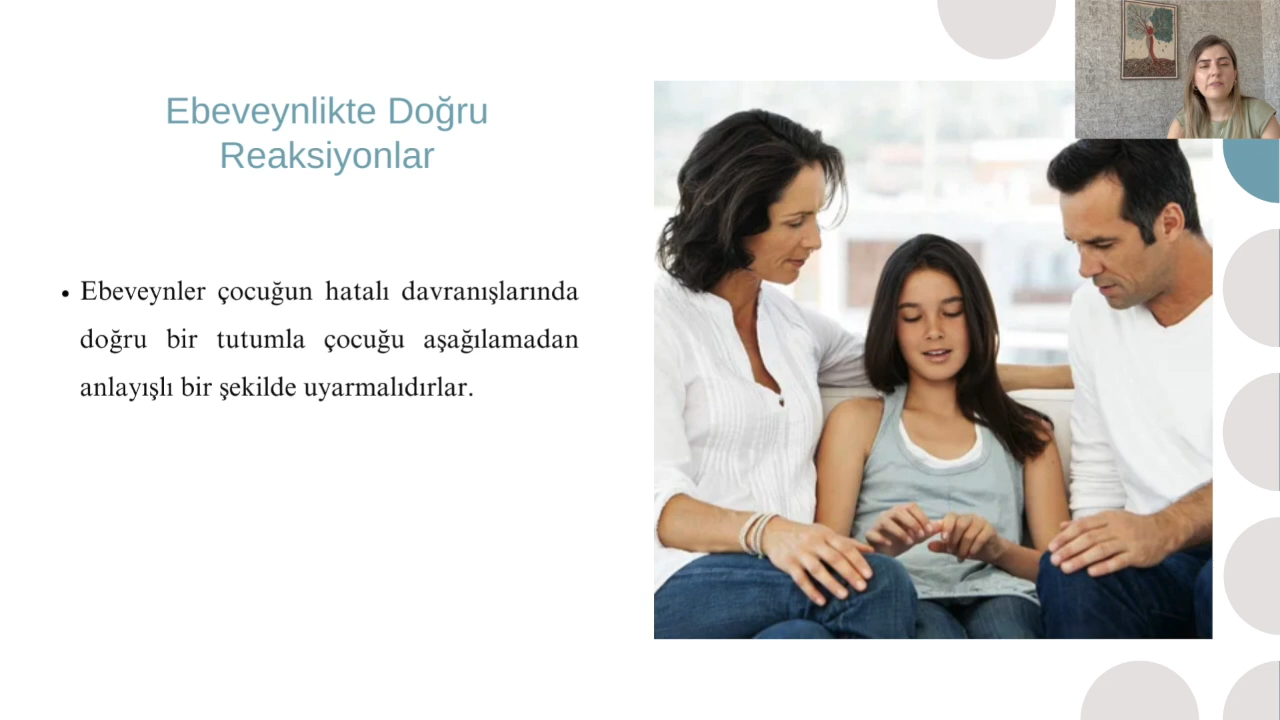 Ebeveynlikte Doğru
Reaksiyonlar
• Ebeveynler çocuğun hatalı davranışlarında
doğru bir tutumla çocuğu aşağılamadan
anlayışlı bir şekilde uyarmalıdırlar.